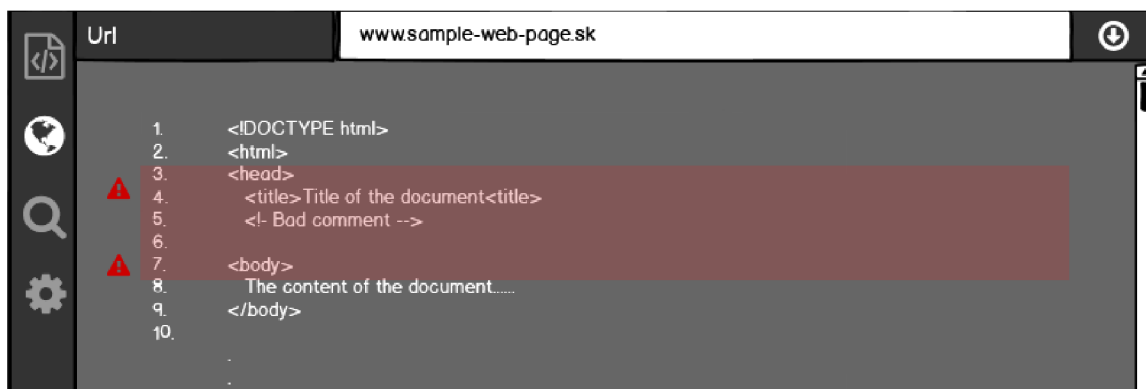 Url www.sample-web-page.sk
1. <!DOCTYPE html>
2. <html>
3. <head>
4. <title>Title of the document<title>
5. <!- Bad comment -->
6.
7. <body>
8. The content of the document......
9. </body>
10.
.
.